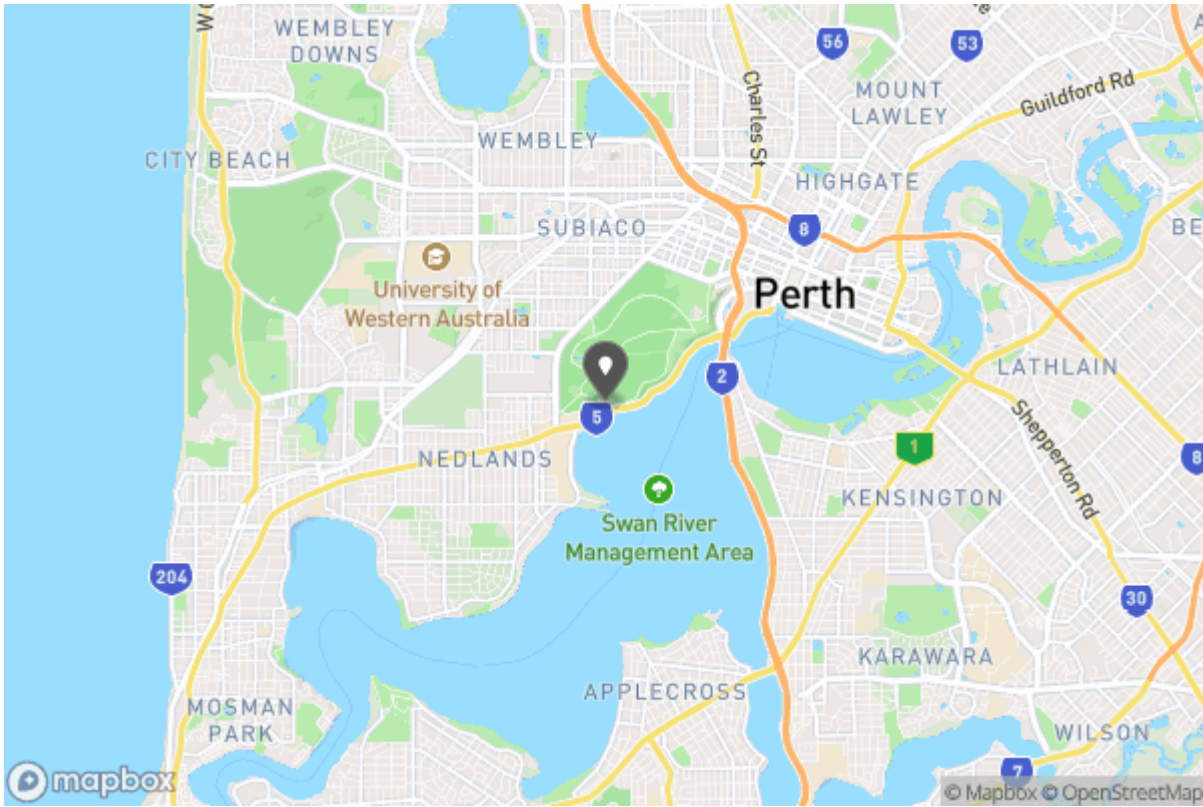 WEMBLEY
DOWNS
56
53
MOUNT
LAWLEY
Guildford Rd
Charles St
WEMBLEY
CITY BEACH
HIGHGATE
SUBIACO
8
University of
Western Australia
Perth
2
LATHLAIN
5
NEDLANDS
1
8
Shepperton Rd
KENSINGTON
Swan River
Management Area
204
30
KARAWARA
APPLECROSS
MOSMAN
PARK
WILSON
7
mapbox
© Mapbox © OpenStreetMap